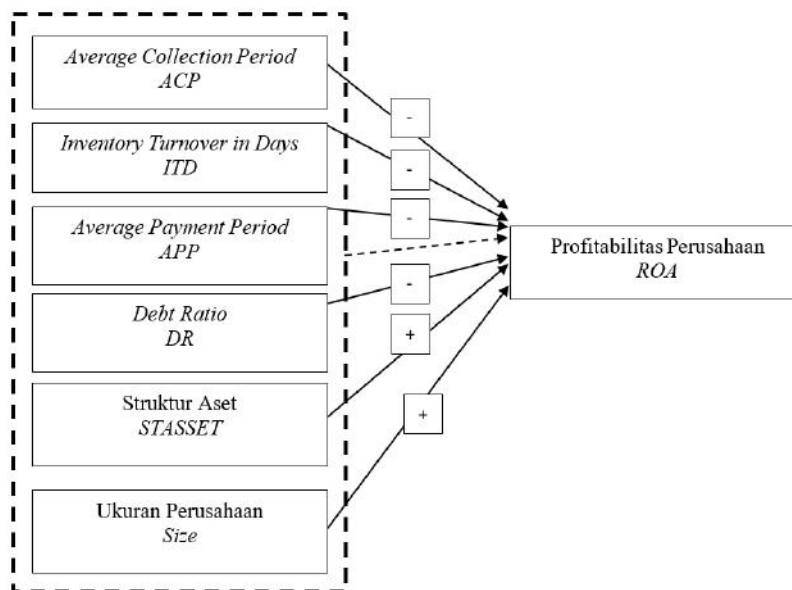 Average Collection Period
ACP
-
Inventory Turnover in Days
ITD
-
Average Payment Period
APP
-
Debt Ratio
DR
-
Struktur Aset
STASSET
+
Ukuran Perusahaan
Size
+
Profitabilitas Perusahaan
ROA